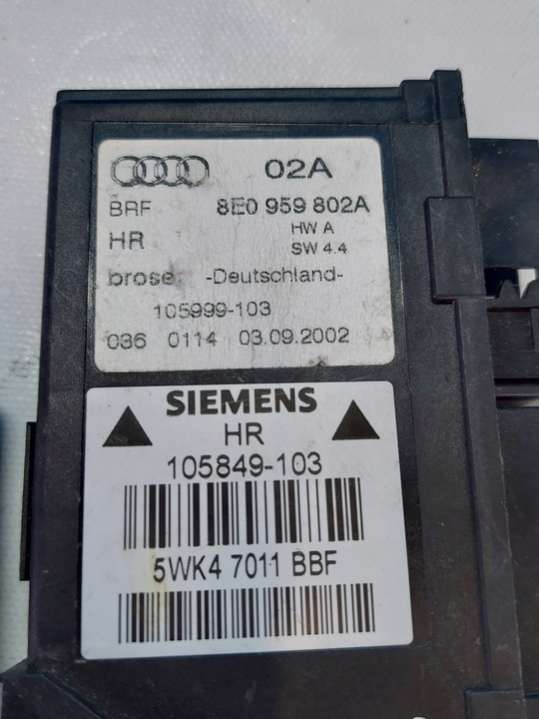 02A
BRF 8E0 959 802A
HR HW A
SW 4.4
brose -Deutschland-
105999-103
036 0114 03.09.2002
SIEMENS
HR
105849-103
5WK4 7011 BBF